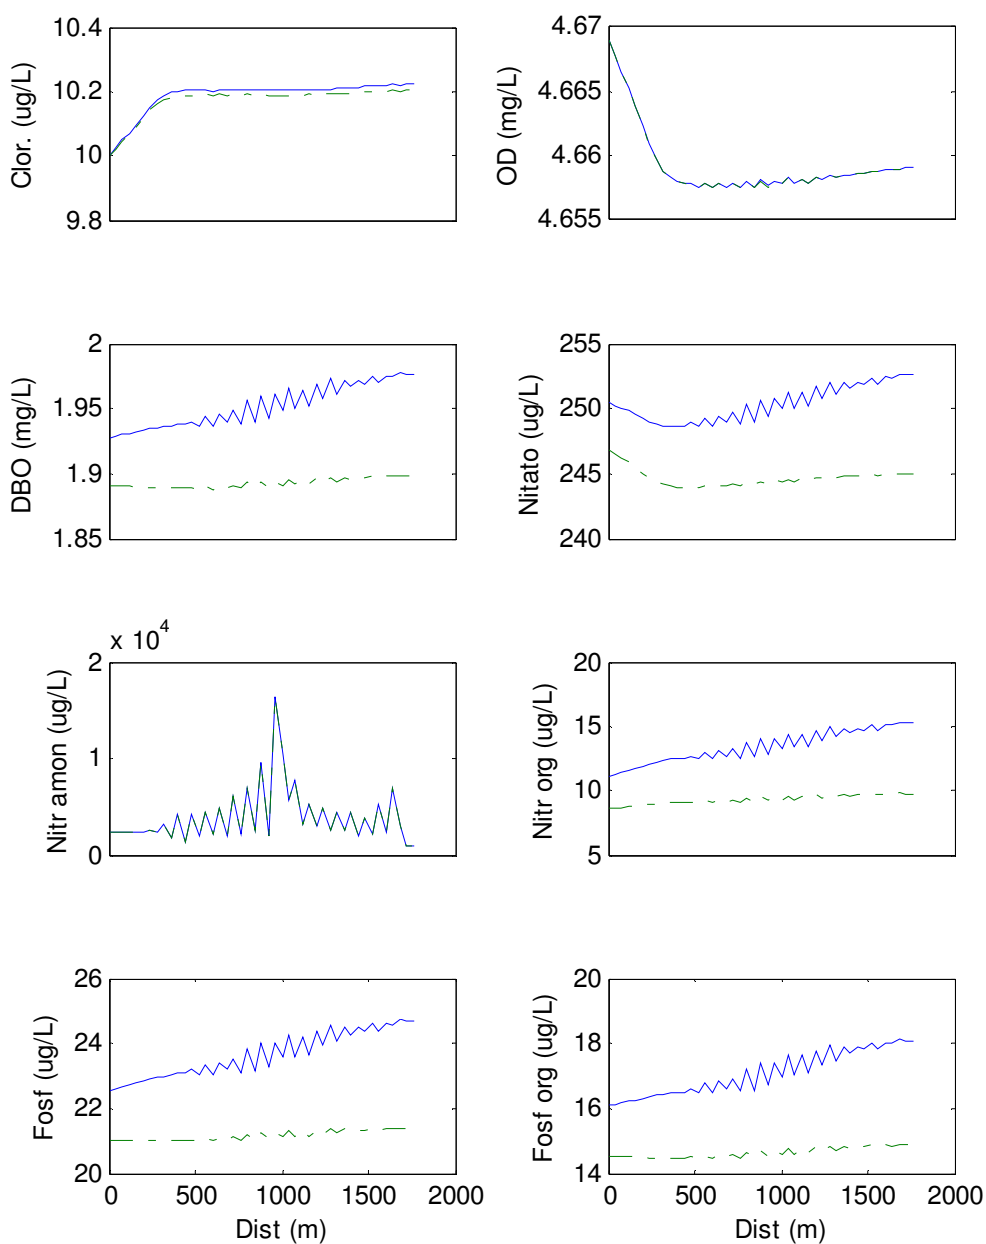 10.4
10.2
10
9.8
Clor. (ug/L)
4.67
4.665
4.66
4.655
OD (mg/L)
2
1.95
1.9
1.85
DBO (mg/L)
255
250
245
240
Nitato (ug/L)
x 10^4
2
1
0
Nitr amon (ug/L)
20
15
10
5
Nitr org (ug/L)
26
24
22
20
Fosf (ug/L)
0 500 1000 1500 2000
Dist (m)
20
18
16
14
Fosf org (ug/L)
0 500 1000 1500 2000
Dist (m)